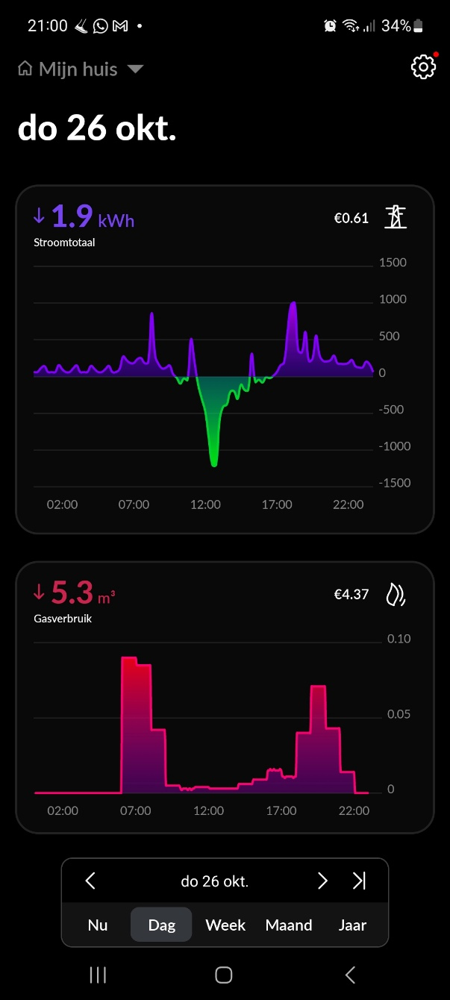 21:00 34%
Mijn huis
do 26 okt.
1.9 kWh €0.61
Stroomtotaal
1500
1000
500
0
-500
-1000
-1500
02:00 07:00 12:00 17:00 22:00
5.3 m³ €4.37
Gasverbruik
0.10
0.05
0
02:00 07:00 12:00 17:00 22:00
do 26 okt.
Nu Dag Week Maand Jaar